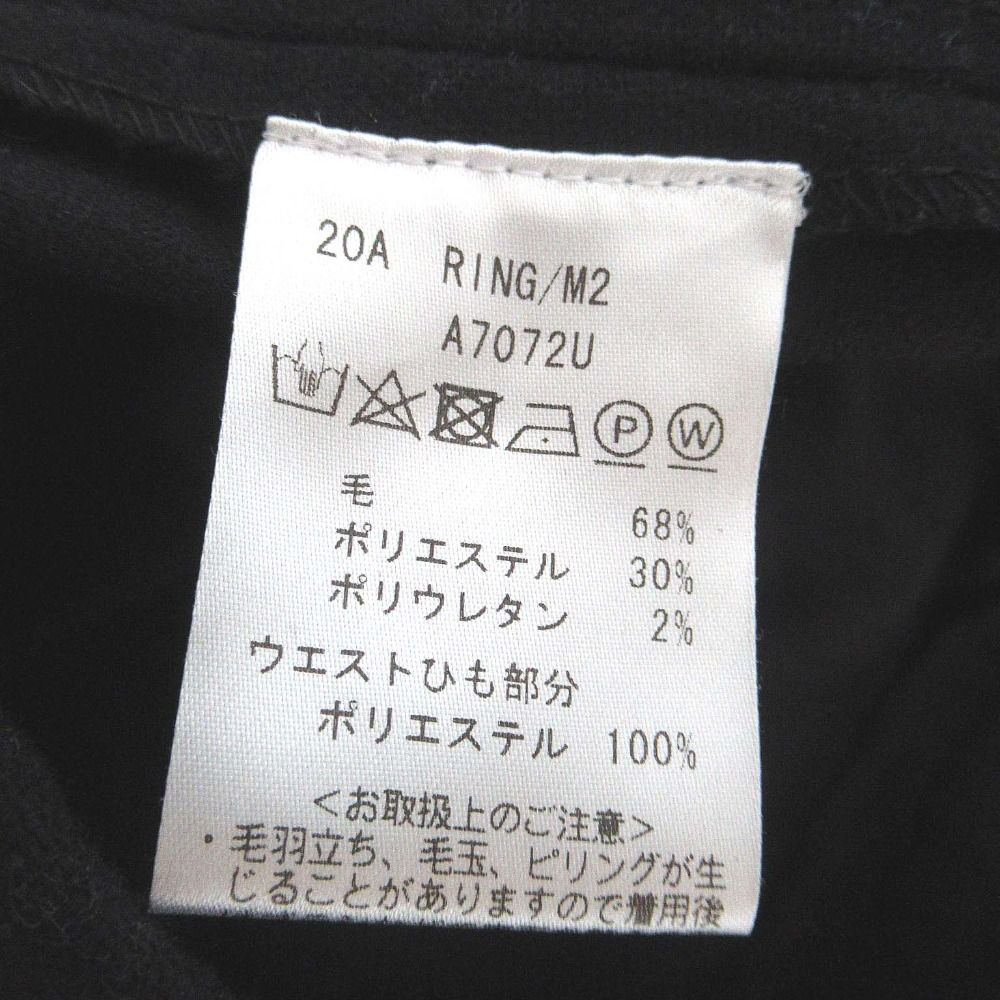 20A RING/M2
A7072U
P W
毛 68%
ポリエステル 30%
ポリウレタン 2%
ウエストひも部分
ポリエステル 100%
<お取扱上のご注意>
・毛羽立ち、毛玉、ピリングが生
じることがありますので着用後